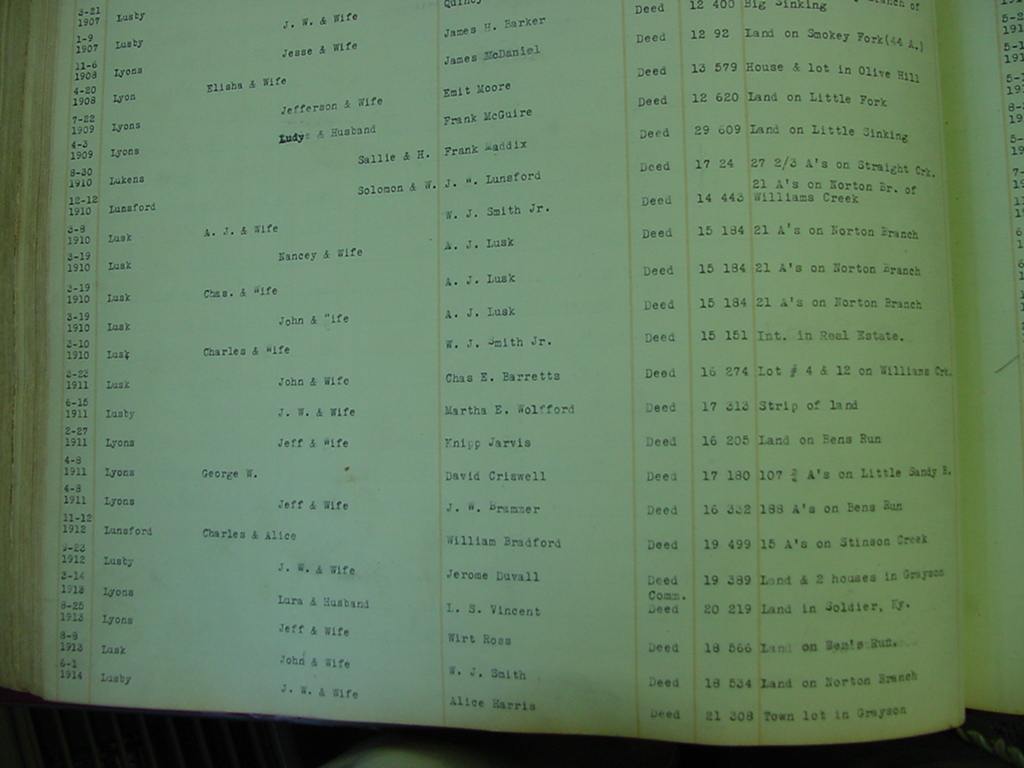 3-21
1907 Lusby
1-9
1907 Lusby J. W. & Wife Quincy
11-6
1908 Lyons Jesse & Wife James H. Barker Deed 12 400 Big Sinking Branch of
4-20
1908 Lyon Elisha & Wife James McDaniel Deed 12 92 Land on Smokey Fork(44 A.)
7-22
1909 Lyons Jefferson & Wife Emit Moore Deed 13 579 House & lot in Olive Hill
4-3
1909 Lyons Ludy & Husband Frank McGuire Deed 12 620 Land on Little Fork
8-30
1910 Lukens Sallie & H. Frank Maddix Deed 29 609 Land on Little Sinking
12-12
1910 Lunsford Solomon & W. J. W. Lunsford Deed 17 24 27 2/3 A's on Straight Crk.
3-8 21 A's on Norton Br. of
1910 Lusk A. J. & Wife W. J. Smith Jr. Deed 14 443 Williams Creek
3-19
1910 Lusk Nancey & Wife A. J. Lusk Deed 15 184 21 A's on Norton Branch
3-19
1910 Lusk Chas. & Wife A. J. Lusk Deed 15 184 21 A's on Norton Branch
3-19
1910 Lusk John & Wife A. J. Lusk Deed 15 184 21 A's on Norton Branch
3-10
1910 Lusk Charles & Wife W. J. Smith Jr. Deed 15 151 Int. in Real Estate.
3-23
1911 Lusk John & Wife Chas E. Barretts Deed 16 274 Lot # 4 & 12 on Williams Crk.
6-15
1911 Lusby J. W. & Wife Martha E. Wolfford Deed 17 313 Strip of land
2-27
1911 Lyons Jeff & Wife Knipp Jarvis Deed 16 205 Land on Bens Run
4-8
1911 Lyons George W. David Criswell Deed 17 180 107 ¾ A's on Little Sandy R.
4-8
1911 Lyons Jeff & Wife J. W. Brammer Deed 16 332 188 A's on Bens Run
11-12
1912 Lunsford Charles & Alice William Bradford Deed 19 499 15 A's on Stinson Creek
9-23
1912 Lusby J. W. & Wife Jerome Duvall Deed 19 389 Land & 2 houses in Grayson
3-14 Comm.
1913 Lyons Lura & Husband L. S. Vincent Deed 20 219 Land in Soldier, Ky.
8-25
1913 Lyons Jeff & Wife Wirt Ross Deed 18 566 Land on Ben's Run.
8-8
1913 Lusk John & Wife W. J. Smith Deed 18 534 Land on Norton Branch
6-1
1914 Lusby J. W. & Wife Alice Harris Deed 21 308 Town lot in Grayson